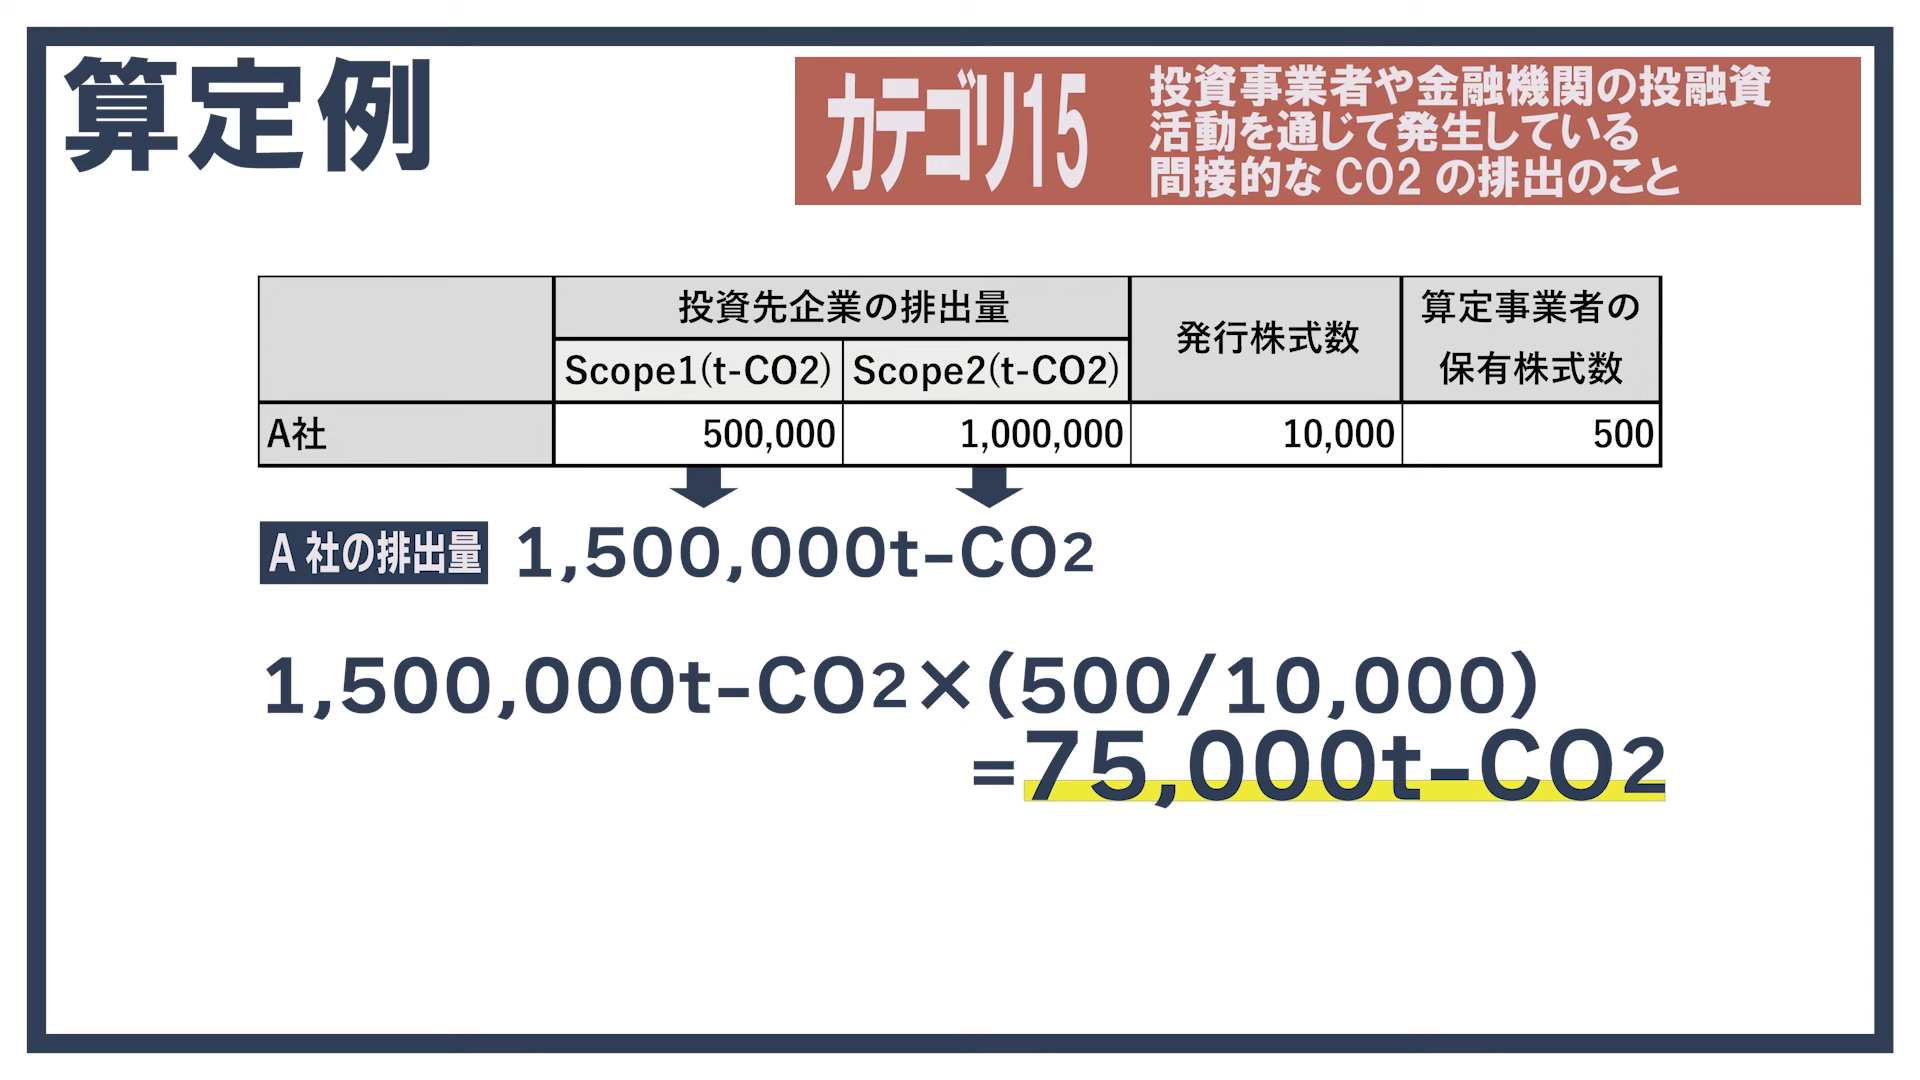 算定例
カテゴリ15
投資事業者や金融機関の投融資
活動を通じて発生している
間接的な CO2 の排出のこと
投資先企業の排出量
発行株式数
算定事業者の
保有株式数
Scope1(t-CO2)
Scope2(t-CO2)
A社
500,000
1,000,000
10,000
500
A 社の排出量
1,500,000t-CO2
1,500,000t-CO2×(500/10,000)
=75,000t-CO2